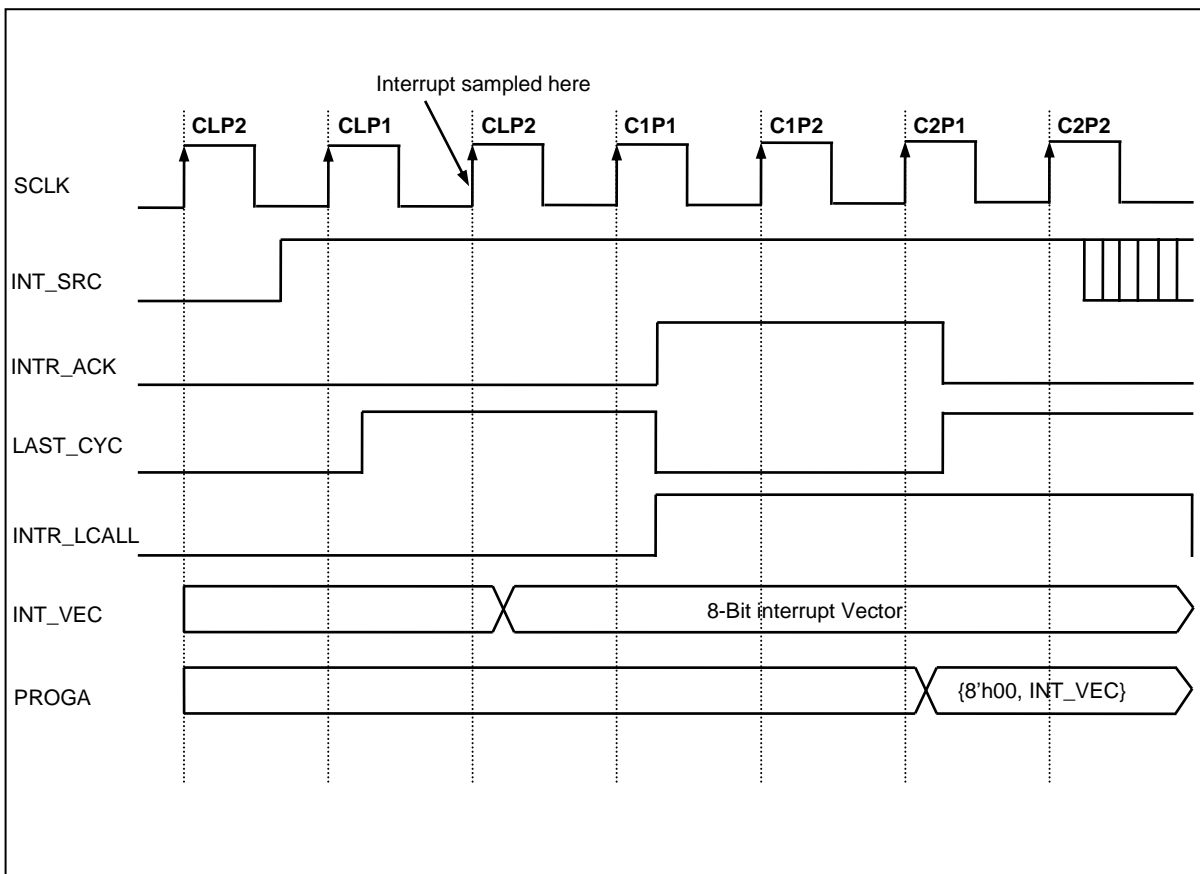 Interrupt sampled here
CLP2 CLP1 CLP2 C1P1 C1P2 C2P1 C2P2
SCLK
INT_SRC
INTR_ACK
LAST_CYC
INTR_LCALL
INT_VEC 8-Bit interrupt Vector
PROGA {8'h00, INT_VEC}